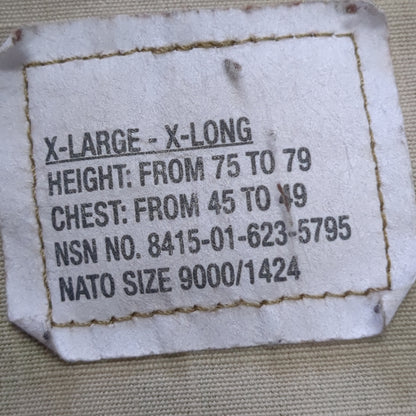 X-LARGE - X-LONG
HEIGHT: FROM 75 TO 79
CHEST: FROM 45 TO 49
NSN NO. 8415-01-623-5795
NATO SIZE 9000/1424